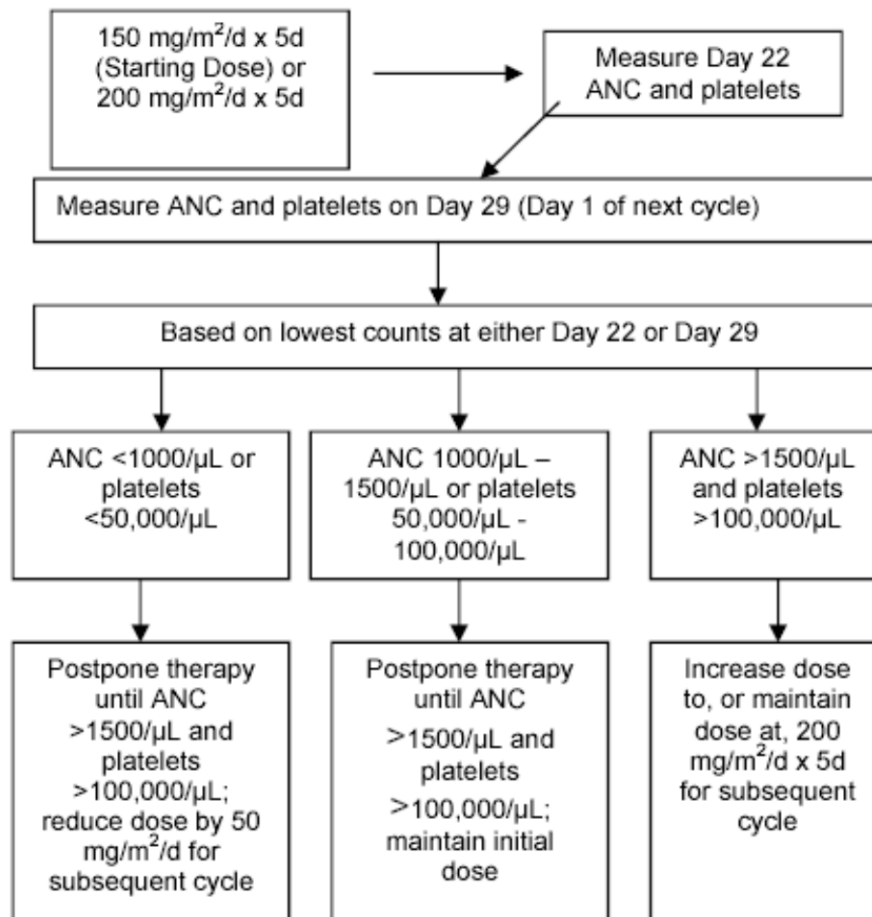 150 mg/m²/d x 5d
(Starting Dose) or
200 mg/m²/d x 5d
Measure Day 22
ANC and platelets
Measure ANC and platelets on Day 29 (Day 1 of next cycle)
Based on lowest counts at either Day 22 or Day 29
ANC <1000/µL or
platelets
<50,000/µL
ANC 1000/µL –
1500/µL or platelets
50,000/µL -
100,000/µL
ANC >1500/µL
and platelets
>100,000/µL
Postpone therapy
until ANC
>1500/µL and
platelets
>100,000/µL;
reduce dose by 50
mg/m²/d for
subsequent cycle
Postpone therapy
until ANC
>1500/µL and
platelets
>100,000/µL;
maintain initial
dose
Increase dose
to, or maintain
dose at, 200
mg/m²/d x 5d
for subsequent
cycle